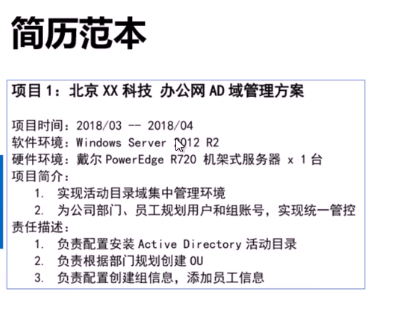 简历范本
项目 1：北京 XX 科技 办公网 AD 域管理方案
项目时间：2018/03 -- 2018/04
软件环境：Windows Server 2012 R2
硬件环境：戴尔 PowerEdge R720 机架式服务器 x 1 台
项目简介：
1. 实现活动目录域集中管理环境
2. 为公司部门、员工规划用户和组账号，实现统一管控
责任描述：
1. 负责配置安装 Active Directory 活动目录
2. 负责根据部门规划创建 OU
3. 负责配置创建组信息，添加员工信息